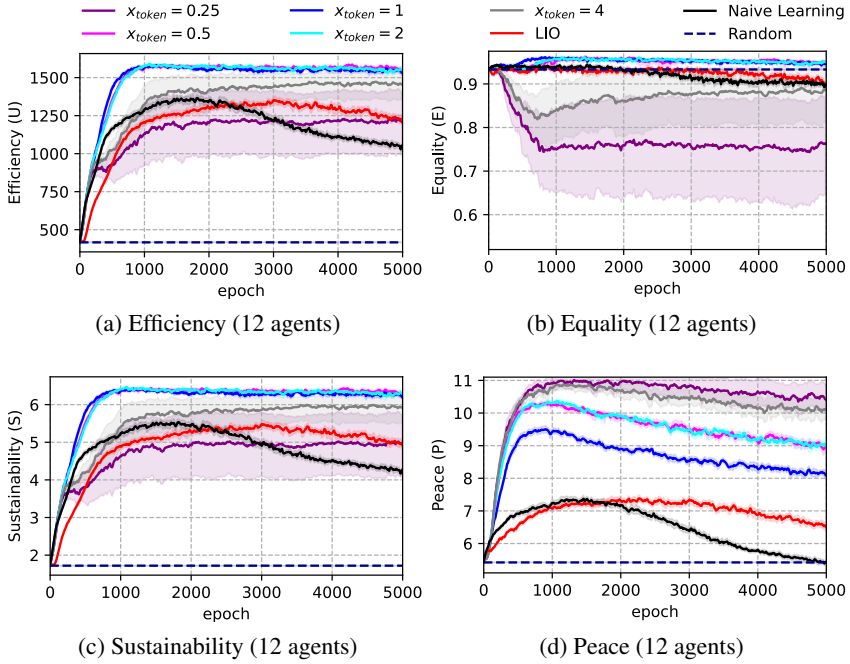 x_token = 0.25
x_token = 0.5
x_token = 1
x_token = 2
x_token = 4
LIO
Naive Learning
Random
Efficiency (U)
1500
1250
1000
750
500
0 1000 2000 3000 4000 5000
epoch
(a) Efficiency (12 agents)
Equality (E)
0.9
0.8
0.7
0.6
0 1000 2000 3000 4000 5000
epoch
(b) Equality (12 agents)
Sustainability (S)
6
5
4
3
2
0 1000 2000 3000 4000 5000
epoch
(c) Sustainability (12 agents)
Peace (P)
11
10
9
8
7
6
0 1000 2000 3000 4000 5000
epoch
(d) Peace (12 agents)